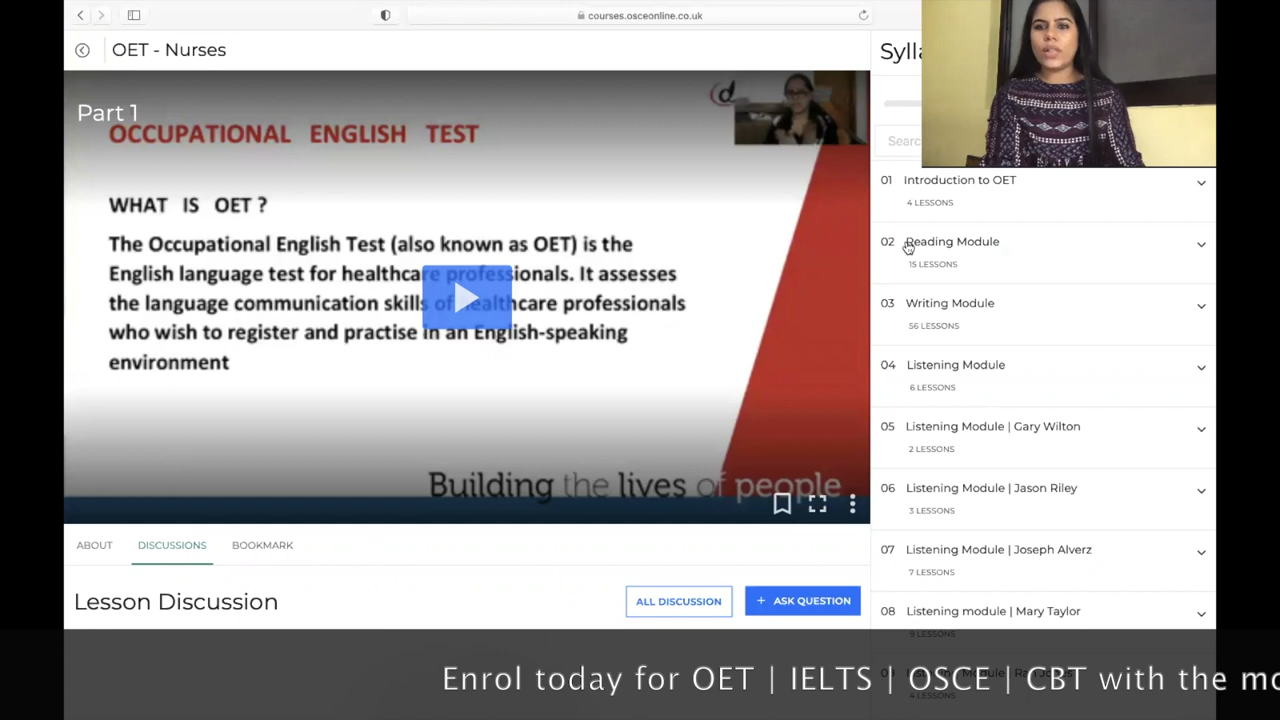 courses.osceonline.co.uk
OET - Nurses
Part 1
OCCUPATIONAL ENGLISH TEST
WHAT IS OET ?
The Occupational English Test (also known as OET) is the
English language test for healthcare professionals. It assesses
the language communication skills of healthcare professionals
who wish to register and practise in an English-speaking
environment
Building the lives of people
ABOUT
DISCUSSIONS
BOOKMARK
Lesson Discussion
ALL DISCUSSION
+ ASK QUESTION
Sylla
Searc
01 Introduction to OET
4 LESSONS
02 Reading Module
15 LESSONS
03 Writing Module
56 LESSONS
04 Listening Module
6 LESSONS
05 Listening Module | Gary Wilton
2 LESSONS
06 Listening Module | Jason Riley
3 LESSONS
07 Listening Module | Joseph Alverz
7 LESSONS
08 Listening module | Mary Taylor
9 LESSONS
4 LESSONS
Enrol today for OET | IELTS | OSCE | CBT with the mo